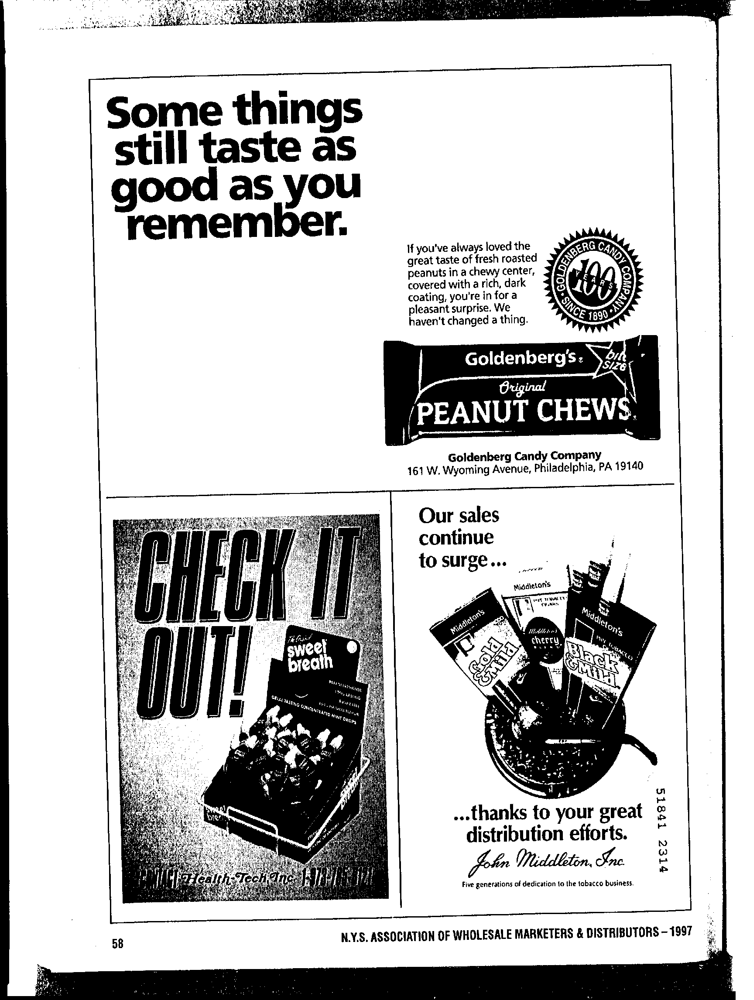 Some things
still taste as
good as you
remember.
If you've always loved the
great taste of fresh roasted
peanuts in a chewy center,
covered with a rich, dark
coating, you're in for a
pleasant surprise. We
haven't changed a thing.
GOLDENBERG CANDY COMPANY
100
YEARS
SINCE 1890
Goldenberg's
bite
SIZE
Original
PEANUT CHEWS
Goldenberg Candy Company
161 W. Wyoming Avenue, Philadelphia, PA 19140
CHECK IT
OUT!
sweet
breath
Health-Tech Inc
Our sales
continue
to surge...
Middleton's
Middleton's
Middleton's
Gold
& Mild
cherry
PIPE TOBACCO
Black
& Mild
...thanks to your great
distribution efforts.
John Middleton, Inc.
Five generations of dedication to the tobacco business.
51841 2314
58
N.Y.S. ASSOCIATION OF WHOLESALE MARKETERS & DISTRIBUTORS – 1997